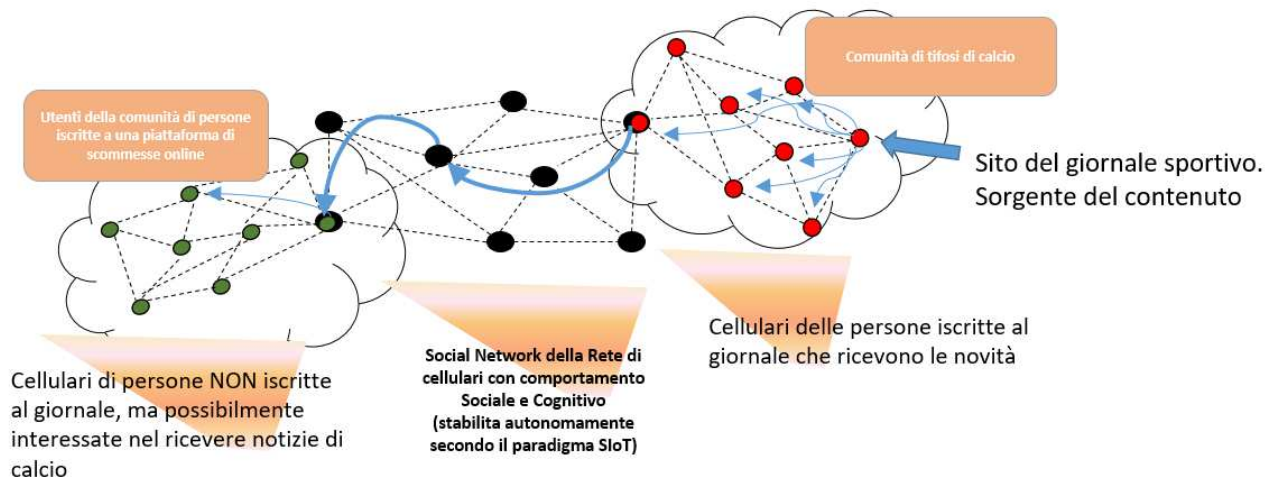 Comunità di tifosi di calcio
Utenti della comunità di persone
iscritte a una piattaforma di
scommesse online
Sito del giornale sportivo.
Sorgente del contenuto
Cellulari delle persone iscritte al
giornale che ricevono le novità
Social Network della Rete di
cellulari con comportamento
Sociale e Cognitivo
(stabilita autonomamente
secondo il paradigma SIoT)
Cellulari di persone NON iscritte
al giornale, ma possibilmente
interessate nel ricevere notizie di
calcio